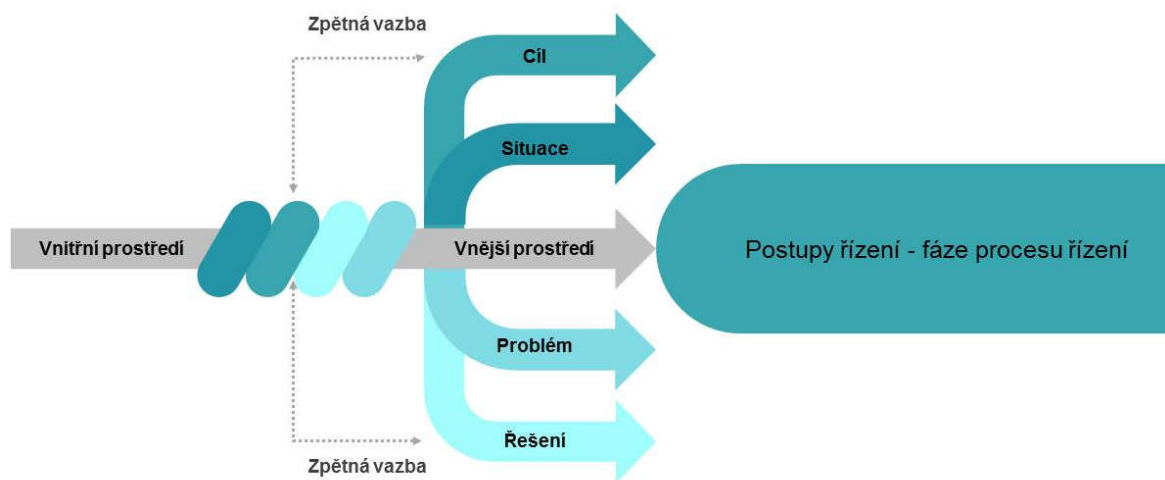 Zpětná vazba
Cíl
Situace
Vnitřní prostředí
Vnější prostředí
Postupy řízení - fáze procesu řízení
Problém
Řešení
Zpětná vazba